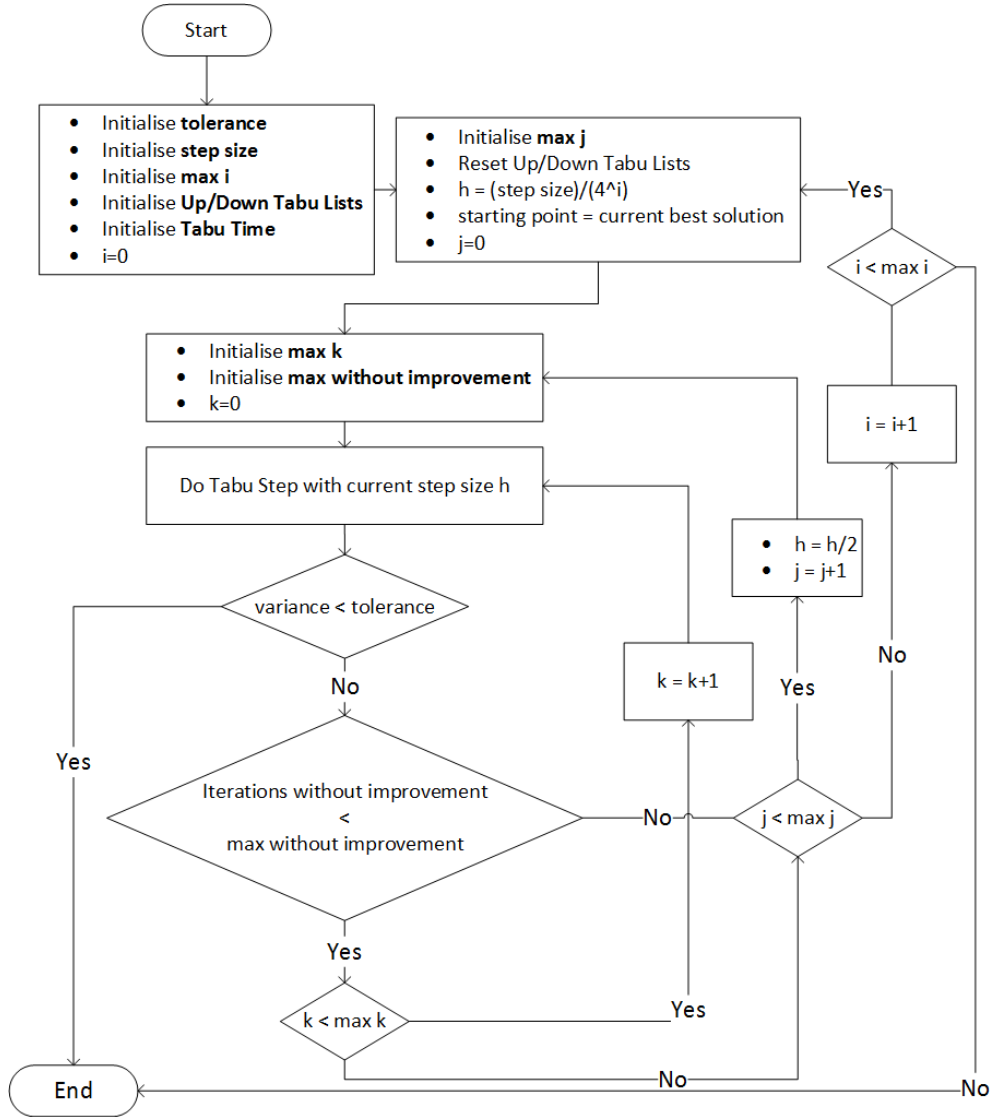 Start
• Initialise tolerance
• Initialise step size
• Initialise max i
• Initialise Up/Down Tabu Lists
• Initialise Tabu Time
• i=0
• Initialise max j
• Reset Up/Down Tabu Lists
• h = (step size)/(4^i)
• starting point = current best solution
• j=0
Yes
i < max i
• Initialise max k
• Initialise max without improvement
• k=0
i = i+1
Do Tabu Step with current step size h
• h = h/2
• j = j+1
variance < tolerance
No
k = k+1
No
Yes
Yes
Iterations without improvement
<
max without improvement
No
j < max j
Yes
Yes
k < max k
No
End
No